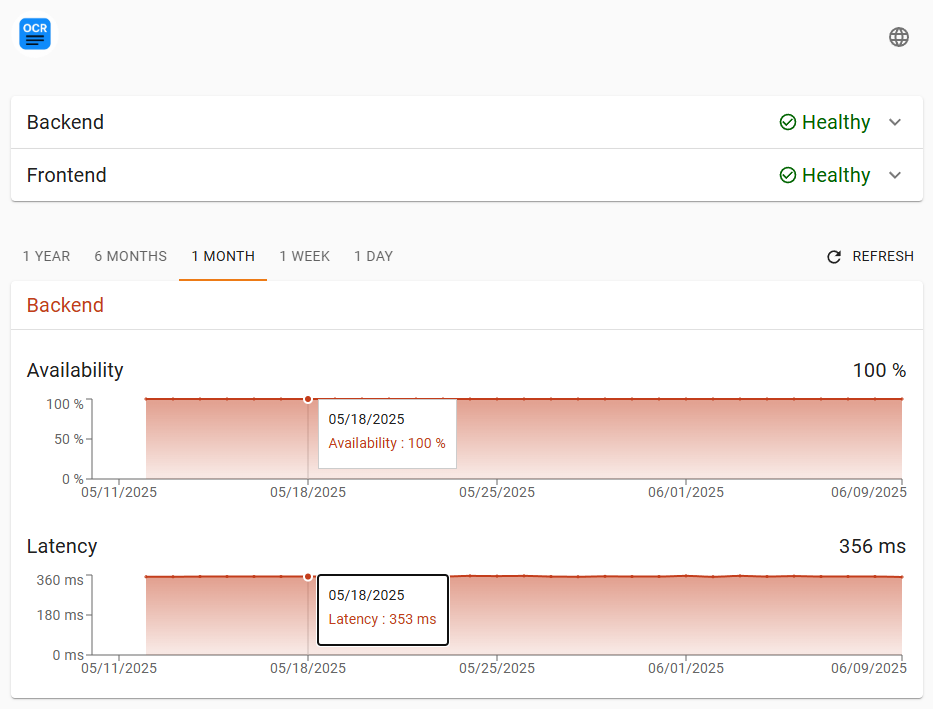 OCR
Backend Healthy
Frontend Healthy
1 YEAR 6 MONTHS 1 MONTH 1 WEEK 1 DAY REFRESH
Backend
Availability 100 %
100 %
50 %
0 %
05/18/2025
Availability : 100 %
05/11/2025 05/18/2025 05/25/2025 06/01/2025 06/09/2025
Latency 356 ms
360 ms
180 ms
0 ms
05/18/2025
Latency : 353 ms
05/11/2025 05/18/2025 05/25/2025 06/01/2025 06/09/2025